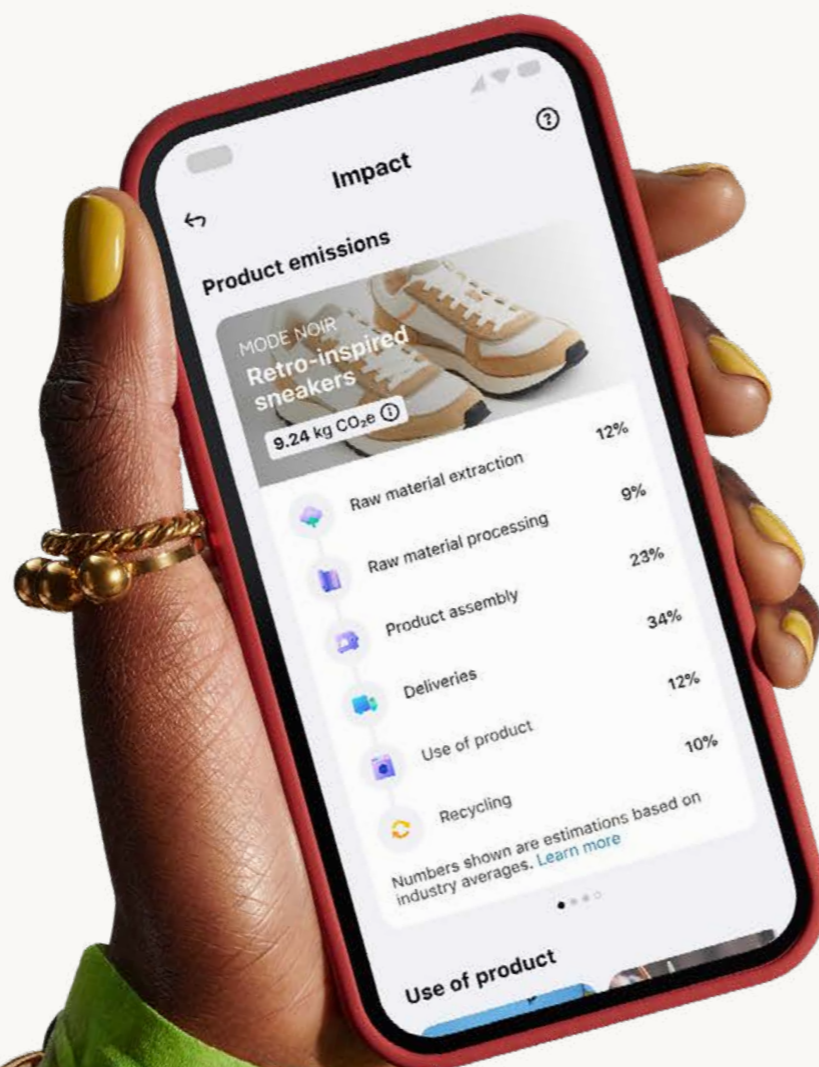 Impact
Product emissions
MODE NOIR
Retro-inspired
sneakers
9.24 kg CO₂e
Raw material extraction 12%
Raw material processing 9%
Product assembly 23%
Deliveries 34%
Use of product 12%
Recycling 10%
Numbers shown are estimations based on
industry averages. Learn more
Use of product